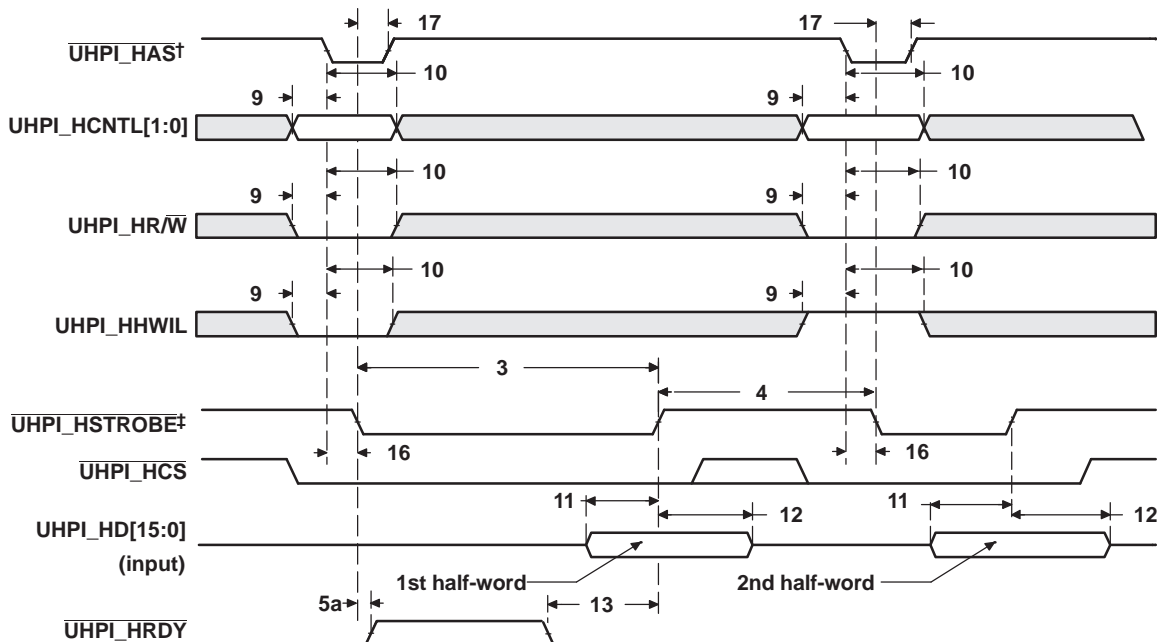 17 17
UHPI_HAS†
10 10
9 9
UHPI_HCNTL[1:0]
10 10
9 9
UHPI_HR/W
10 10
9 9
UHPI_HHWIL
3
4
UHPI_HSTROBE‡
16 16
UHPI_HCS
11 11
UHPI_HD[15:0] 12 12
(input)
1st half-word 2nd half-word
5a 13
UHPI_HRDY